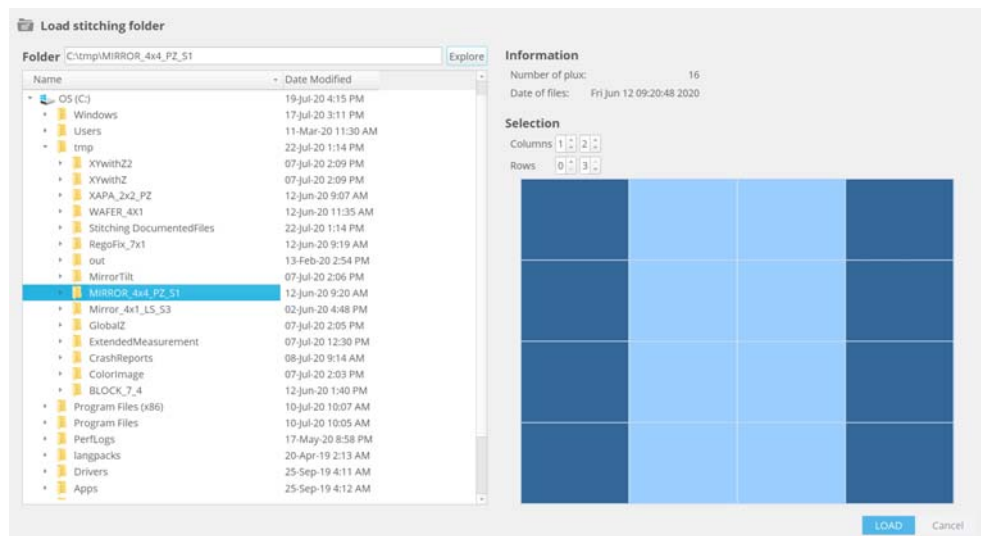 Load stitching folder
Folder C:\tmp\MIRROR_4x4_PZ_S1 Explore
Name Date Modified
OS (C:) 19-Jul-20 4:15 PM
Windows 17-Jul-20 3:11 PM
Users 11-Mar-20 11:30 AM
tmp 22-Jul-20 1:14 PM
XYwithZ2 07-Jul-20 2:09 PM
XYwithZ 07-Jul-20 2:09 PM
XAPA_2x2_PZ 12-Jun-20 9:07 AM
WAFER_4X1 12-Jun-20 11:35 AM
Stitching DocumentedFiles 22-Jul-20 1:14 PM
RegoFix_7x1 12-Jun-20 9:19 AM
out 13-Feb-20 2:54 PM
MirrorTilt 07-Jul-20 2:06 PM
MIRROR_4x4_PZ_S1 12-Jun-20 9:20 AM
Mirror_4x1_LS_S3 02-Jun-20 4:48 PM
GlobalZ 07-Jul-20 2:05 PM
ExtendedMeasurement 07-Jul-20 12:30 PM
CrashReports 08-Jul-20 9:14 AM
ColorImage 07-Jul-20 2:03 PM
BLOCK_7_4 12-Jun-20 1:40 PM
Program Files (x86) 10-Jul-20 10:07 AM
Program Files 10-Jul-20 10:05 AM
PerfLogs 17-May-20 8:58 PM
langpacks 20-Apr-19 2:13 AM
Drivers 25-Sep-19 4:11 AM
Apps 25-Sep-19 4:12 AM
Information
Number of plux: 16
Date of files: Fri Jun 12 09:20:48 2020
Selection
Columns 1 2
Rows 0 3
LOAD Cancel